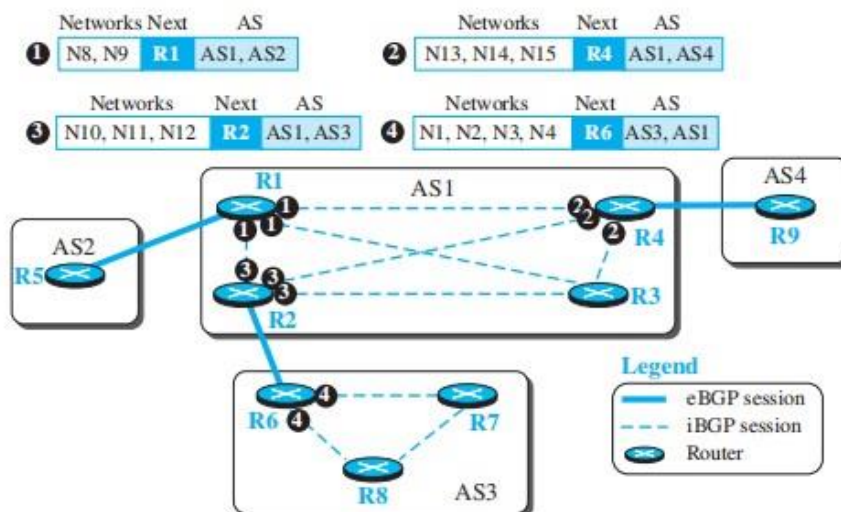 Networks Next AS
1 N8, N9 R1 AS1, AS2
Networks Next AS
2 N13, N14, N15 R4 AS1, AS4
Networks Next AS
3 N10, N11, N12 R2 AS1, AS3
Networks Next AS
4 N1, N2, N3, N4 R6 AS3, AS1
R1
AS1
AS4
1 1 1
2 2 2
R4
R9
AS2
R5
3 3 3
R2
R3
Legend
eBGP session
iBGP session
Router
R6
4
4
R7
R8
AS3